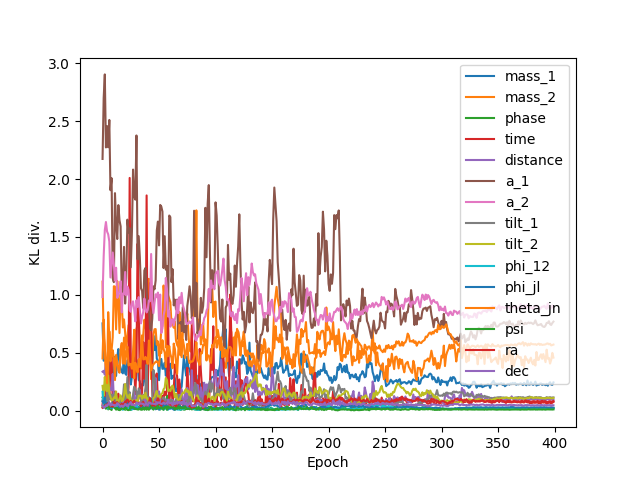 3.0
2.5
2.0
1.5
1.0
0.5
0.0
KL div.
0 50 100 150 200 250 300 350 400
Epoch
mass_1
mass_2
phase
time
distance
a_1
a_2
tilt_1
tilt_2
phi_12
phi_jl
theta_jn
psi
ra
dec